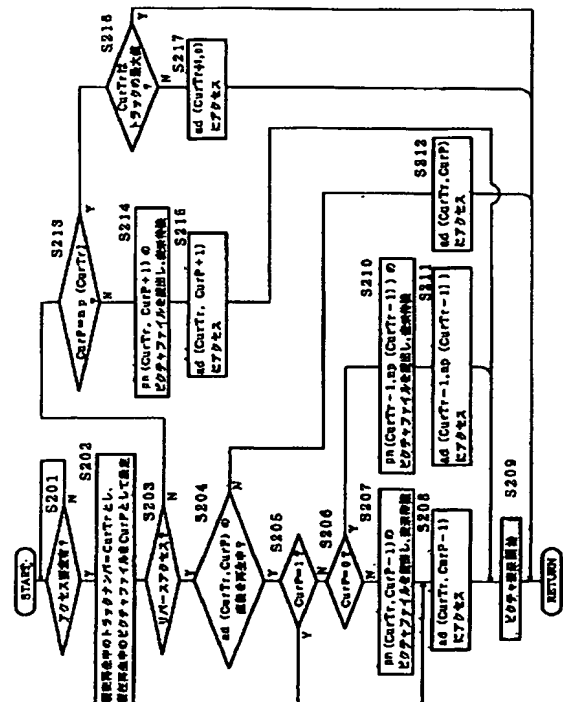 START
S201
アクセス要求有?
N
Y
S202
現在再生中のトラックナンバーCurTrとし、
現在再生中のピクチャファイルをCurPとして設定
S203
リバースアクセス?
N
Y
S204
ad (CurTr, CurP) の
を再生中?
N
Y
S205
CurP=1 ?
Y
N
S206
CurP=0 ?
Y
N
S207
pn (CurTr, CurP-1) の
ピクチャファイルを読出し,表示待機
S208
ad (CurTr, CurP-1)
にアクセス
S209
ピクチャ表示開始
RETURN
S210
pn (CurTr-1, np (CurTr-1)) の
ピクチャファイルを読出し,表示待機
S211
ad (CurTr-1, np (CurTr-1))
にアクセス
S212
ad (CurTr, CurP)
にアクセス
S213
CurP=np (CurTr)
?
Y
N
S214
pn (CurTr, CurP+1) の
ピクチャファイルを読出し,表示待機
S215
ad (CurTr, CurP+1)
にアクセス
S216
CurTrは
トラックの最大値
?
Y
N
S217
ad (CurTr+1, 0)
にアクセス